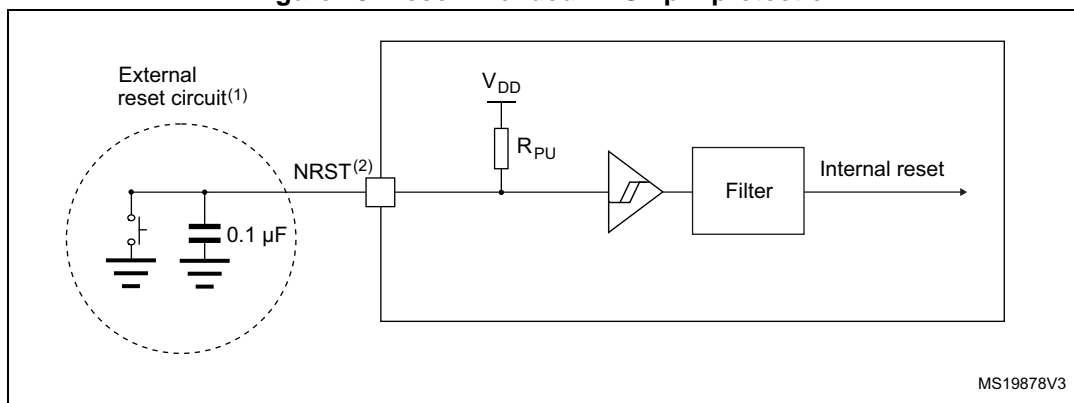 External
reset circuit(1)
VDD
RPU
NRST(2)
Filter
Internal reset
0.1 µF
MS19878V3